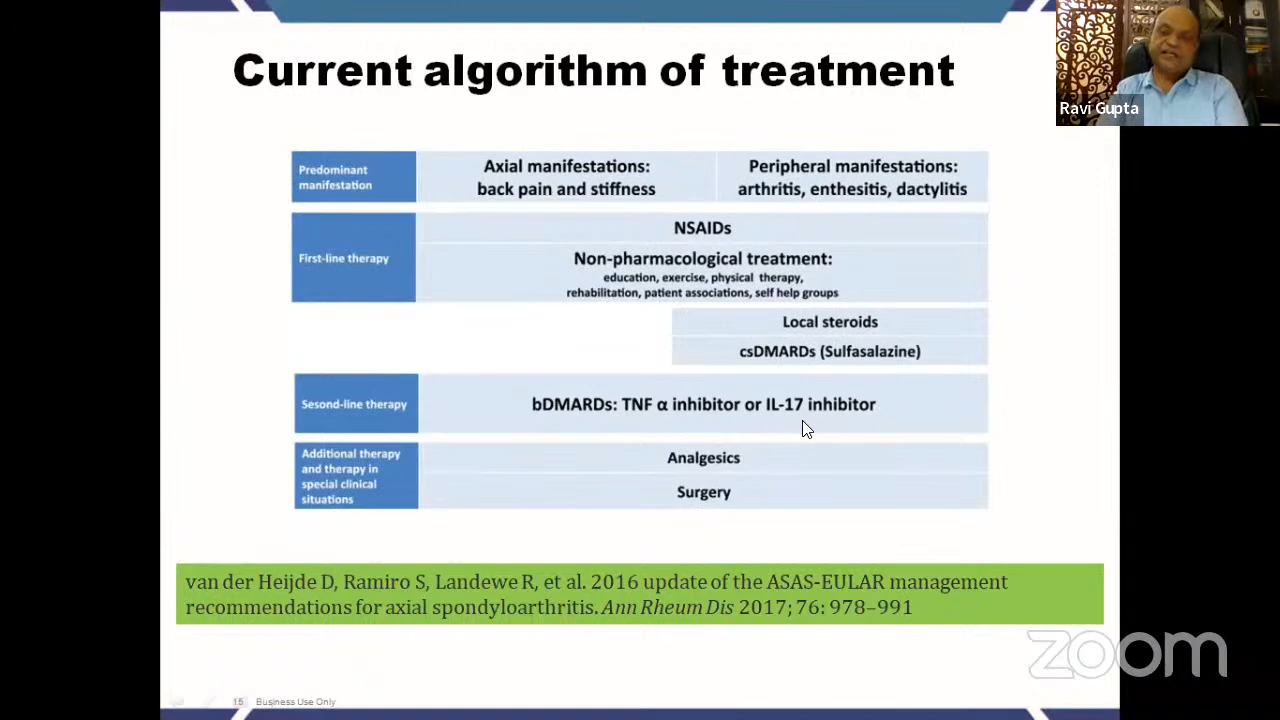 Current algorithm of treatment
Ravi Gupta
Predominant
manifestation
Axial manifestations:
back pain and stiffness
Peripheral manifestations:
arthritis, enthesitis, dactylitis
First-line therapy
NSAIDs
Non-pharmacological treatment:
education, exercise, physical therapy,
rehabilitation, patient associations, self help groups
Local steroids
csDMARDs (Sulfasalazine)
Sesond-line therapy
bDMARDs: TNF α inhibitor or IL-17 inhibitor
Additional therapy
and therapy in
special clinical
situations
Analgesics
Surgery
van der Heijde D, Ramiro S, Landewe R, et al. 2016 update of the ASAS-EULAR management
recommendations for axial spondyloarthritis. Ann Rheum Dis 2017; 76: 978–991
zoom
15 Business Use Only